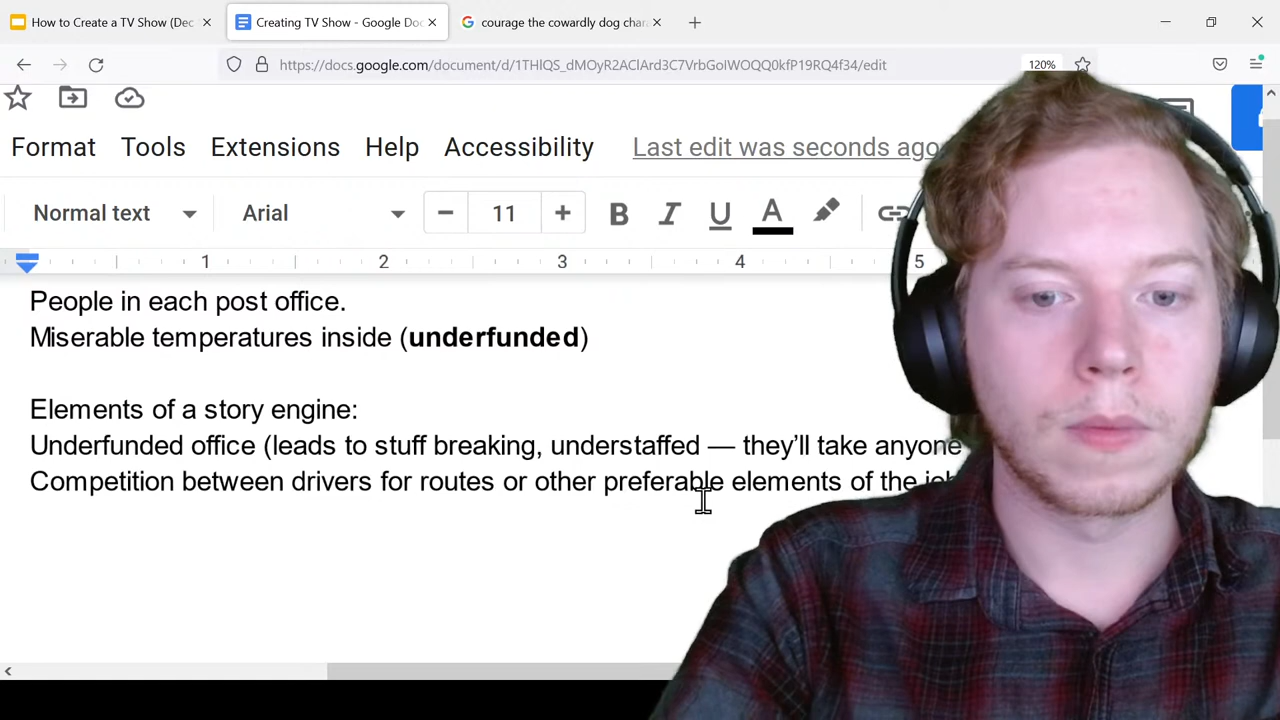 How to Create a TV Show (Dec
Creating TV Show - Google Doc
courage the cowardly dog char
https://docs.google.com/document/d/1THlQS_dMOyR2AClArd3C7VrbGoIWOQQ0kfP19RQ4f34/edit
120%
Format Tools Extensions Help Accessibility Last edit was seconds ago
Normal text Arial 11 B I U A
1 2 3 4 5
People in each post office.
Miserable temperatures inside (underfunded)
Elements of a story engine:
Underfunded office (leads to stuff breaking, understaffed — they’ll take anyone
Competition between drivers for routes or other preferable elements of the job